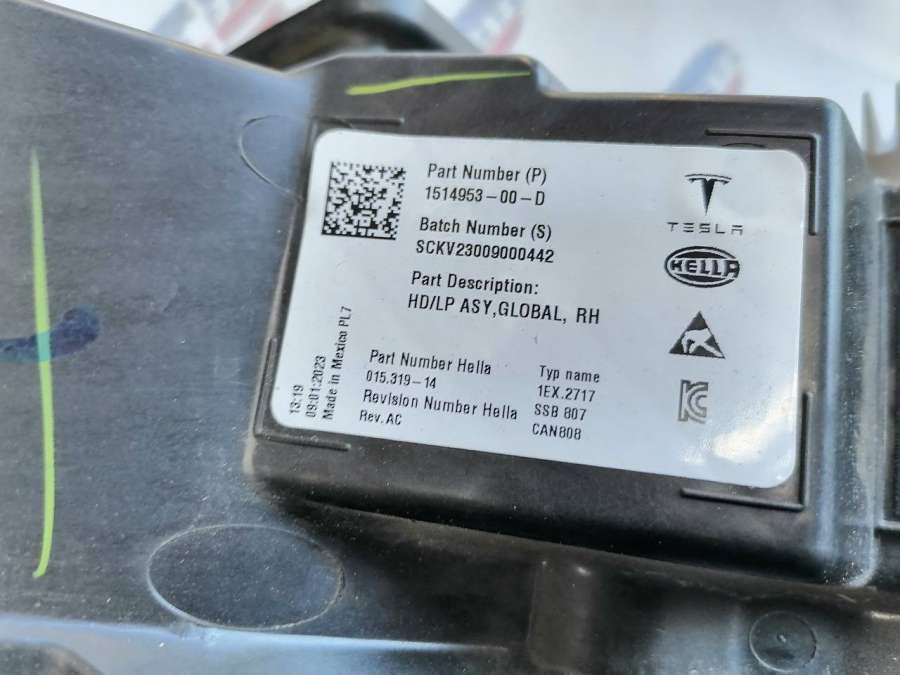 Part Number (P)
1514953-00-D
Batch Number (S)
SCKV23009000442
Part Description:
HD/LP ASY,GLOBAL, RH
TESLA
HELLA
Part Number Hella
015.319-14
Revision Number Hella
Rev. AC
Typ name
1EX.2717
SSB 807
CAN808
13:19
09:01:2023
Made in Mexico PL7